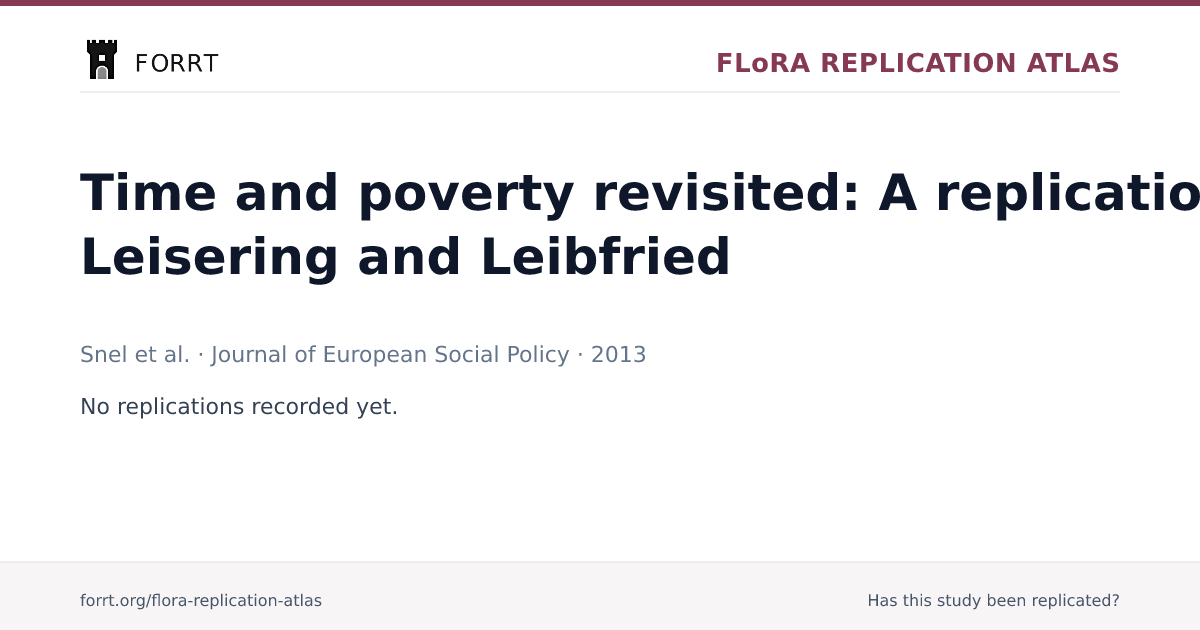 FORRT
FLoRA REPLICATION ATLAS
Time and poverty revisited: A replicatio
Leisering and Leibfried
Snel et al. · Journal of European Social Policy · 2013
No replications recorded yet.
forrt.org/flora-replication-atlas
Has this study been replicated?